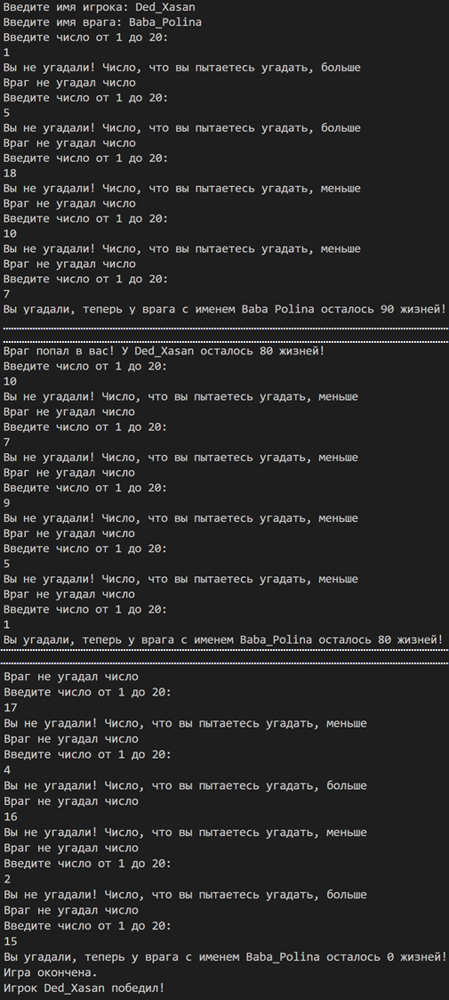 Введите имя игрока: Ded_Xasan
Введите имя врага: Baba_Polina
Введите число от 1 до 20:
1
Вы не угадали! Число, что вы пытаетесь угадать, больше
Враг не угадал число
Введите число от 1 до 20:
5
Вы не угадали! Число, что вы пытаетесь угадать, больше
Враг не угадал число
Введите число от 1 до 20:
18
Вы не угадали! Число, что вы пытаетесь угадать, меньше
Враг не угадал число
Введите число от 1 до 20:
10
Вы не угадали! Число, что вы пытаетесь угадать, меньше
Враг не угадал число
Введите число от 1 до 20:
7
Вы угадали, теперь у врага с именем Baba Polina осталось 90 жизней!
Враг попал в вас! У Ded_Xasan осталось 80 жизней!
Введите число от 1 до 20:
10
Вы не угадали! Число, что вы пытаетесь угадать, меньше
Враг не угадал число
Введите число от 1 до 20:
7
Вы не угадали! Число, что вы пытаетесь угадать, меньше
Враг не угадал число
Введите число от 1 до 20:
9
Вы не угадали! Число, что вы пытаетесь угадать, меньше
Враг не угадал число
Введите число от 1 до 20:
5
Вы не угадали! Число, что вы пытаетесь угадать, меньше
Враг не угадал число
Введите число от 1 до 20:
1
Вы угадали, теперь у врага с именем Baba_Polina осталось 80 жизней!
Враг не угадал число
Введите число от 1 до 20:
17
Вы не угадали! Число, что вы пытаетесь угадать, меньше
Враг не угадал число
Введите число от 1 до 20:
4
Вы не угадали! Число, что вы пытаетесь угадать, больше
Враг не угадал число
16
Вы не угадали! Число, что вы пытаетесь угадать, меньше
Враг не угадал число
Введите число от 1 до 20:
2
Вы не угадали! Число, что вы пытаетесь угадать, больше
Враг не угадал число
Введите число от 1 до 20:
15
Вы угадали, теперь у врага с именем Baba_Polina осталось 0 жизней!
Игра окончена.
Игрок Ded_Xasan победил!